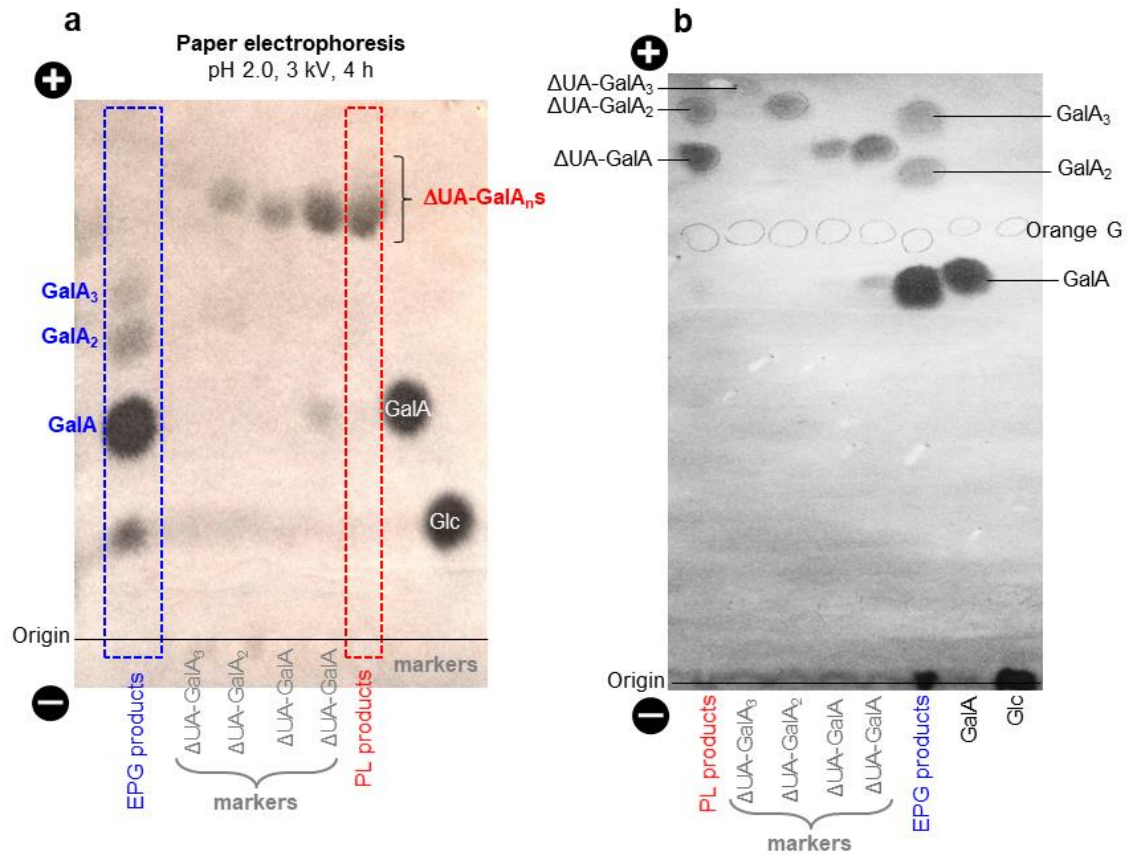 a
Paper electrophoresis
pH 2.0, 3 kV, 4 h
+
ΔUA-GalAₙs
GalA₃
GalA₂
GalA
GalA
Glc
Origin
−
EPG products
ΔUA-GalA₃
ΔUA-GalA₂
ΔUA-GalA
ΔUA-GalA
PL products
markers
markers
b
+
ΔUA-GalA₃
ΔUA-GalA₂
ΔUA-GalA
GalA₃
GalA₂
Orange G
GalA
Origin
−
PL products
ΔUA-GalA₃
ΔUA-GalA₂
ΔUA-GalA
ΔUA-GalA
EPG products
GalA
Glc
markers